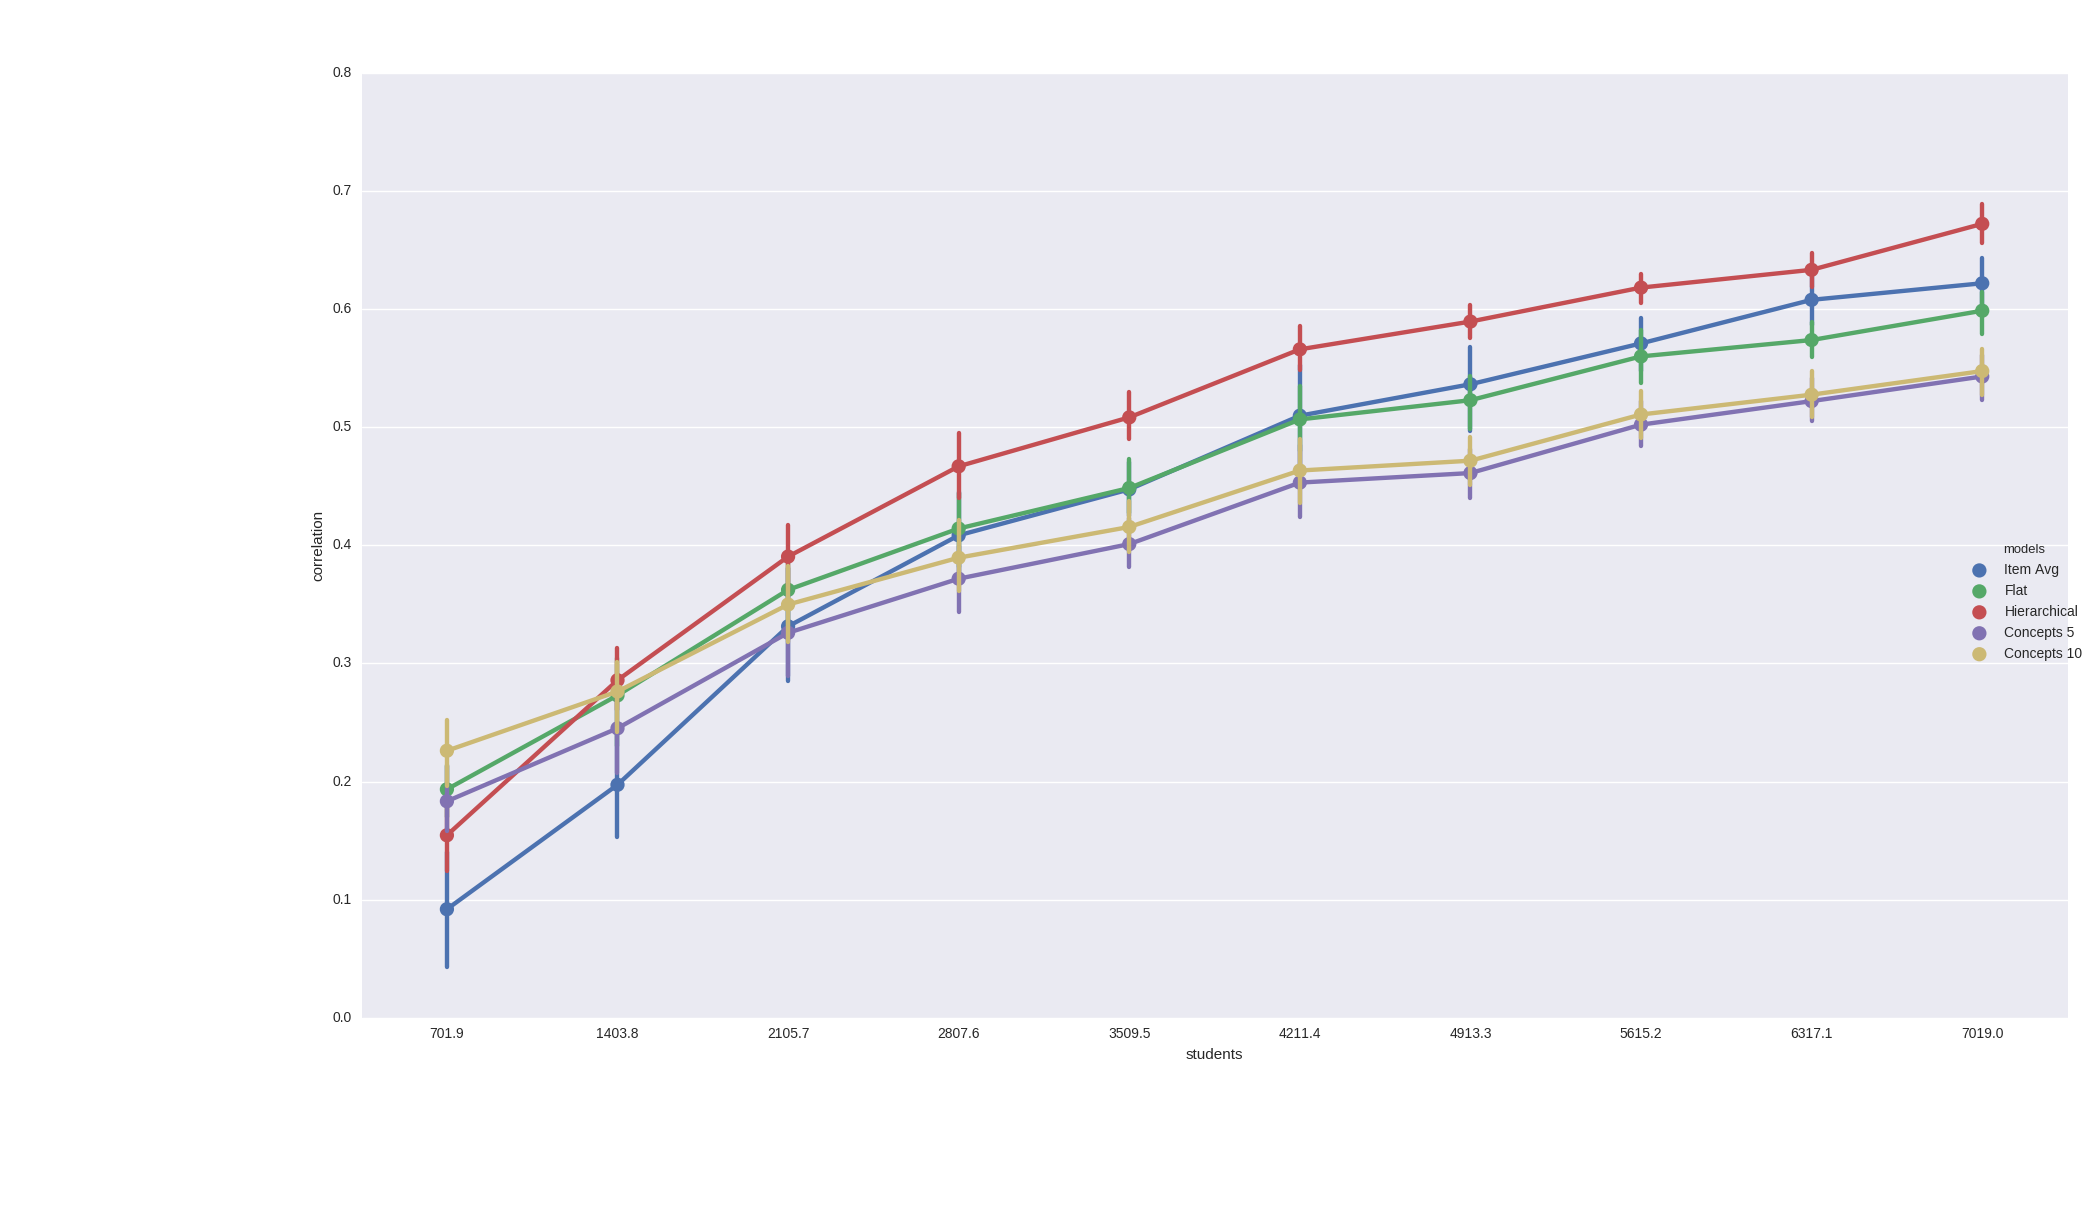 0.8
0.7
0.6
0.5
0.4
0.3
0.2
0.1
0.0
correlation
701.9 1403.8 2105.7 2807.6 3509.5 4211.4 4913.3 5615.2 6317.1 7019.0
students
models
Item Avg
Flat
Hierarchical
Concepts 5
Concepts 10